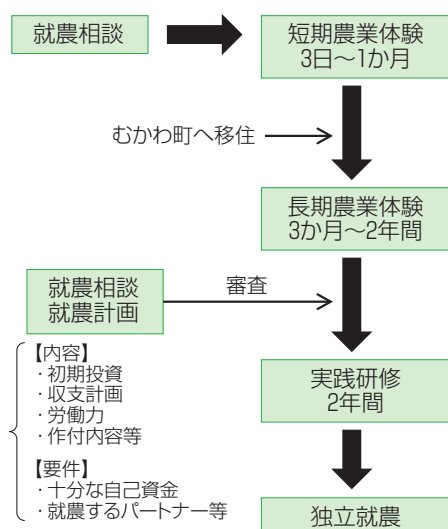 就農相談
短期農業体験
3日～1か月
むかわ町へ移住
長期農業体験
3か月～2年間
就農相談
就農計画
審査
【内容】
・初期投資
・収支計画
・労働力
・作付内容等
【要件】
・十分な自己資金
・就農するパートナー等
実践研修
2年間
独立就農